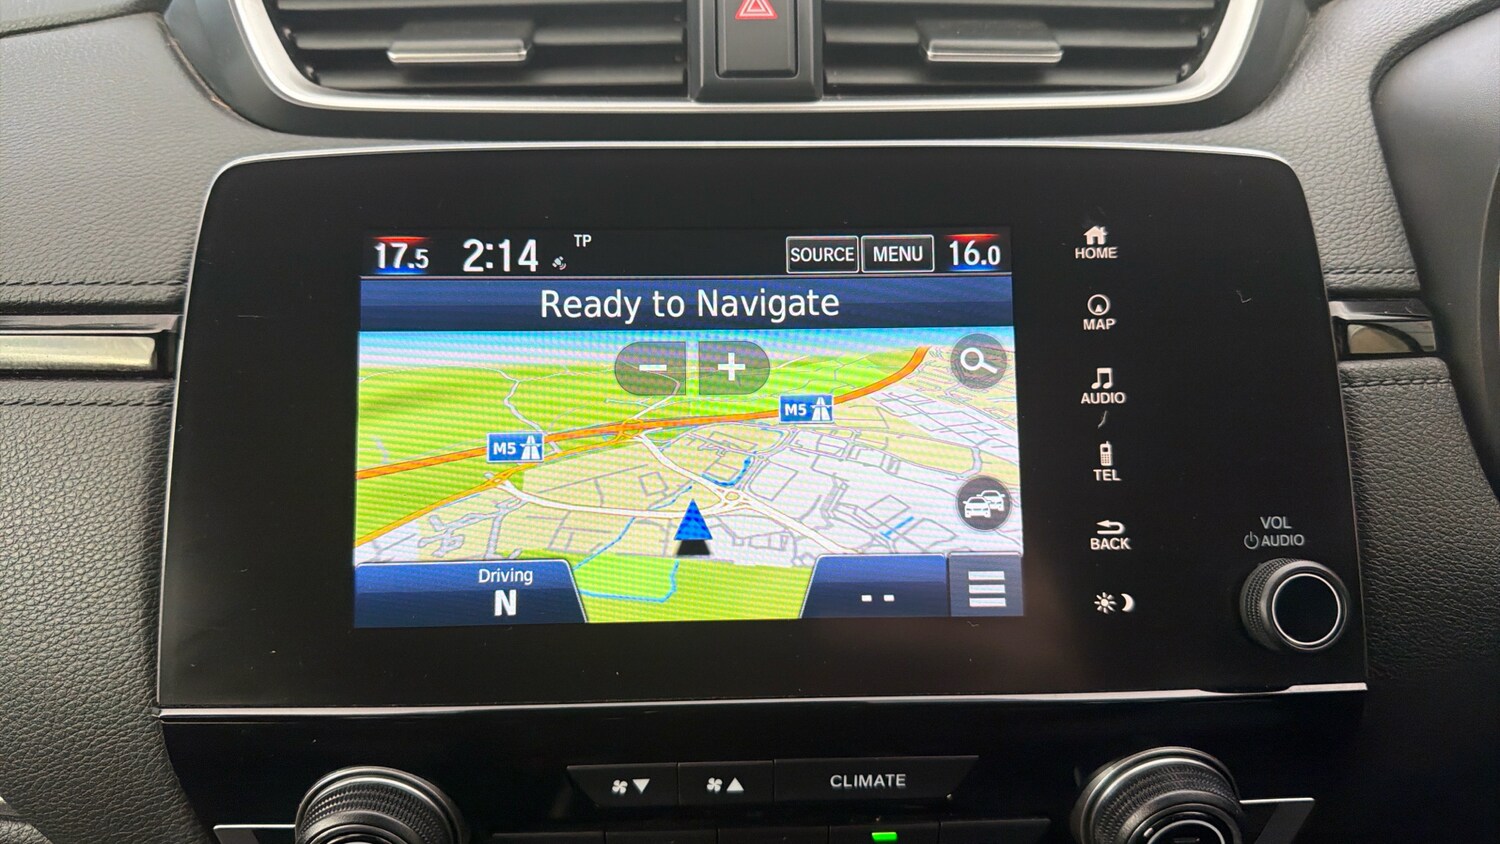 17.5 2:14 TP SOURCE MENU 16.0
Ready to Navigate
M5
M5
Driving
N
--
HOME
MAP
AUDIO
TEL
BACK
VOL
AUDIO
CLIMATE